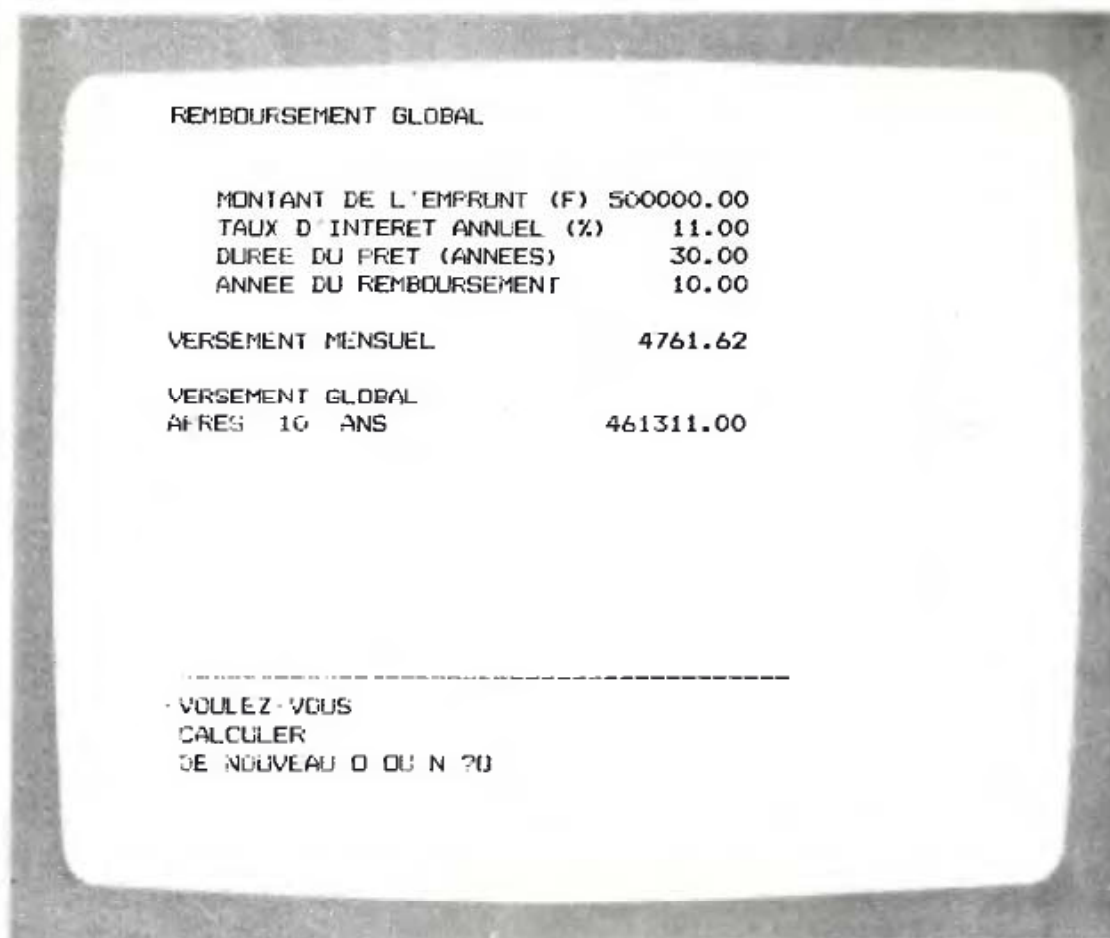 REMBOURSEMENT GLOBAL
MONTANT DE L'EMPRUNT (F) 500000.00
TAUX D'INTERET ANNUEL (%) 11.00
DUREE DU PRET (ANNEES) 30.00
ANNEE DU REMBOURSEMENT 10.00
VERSEMENT MENSUEL 4761.62
VERSEMENT GLOBAL
APRES 10 ANS 461311.00
VOULEZ-VOUS
CALCULER
DE NOUVEAU O OU N ?O